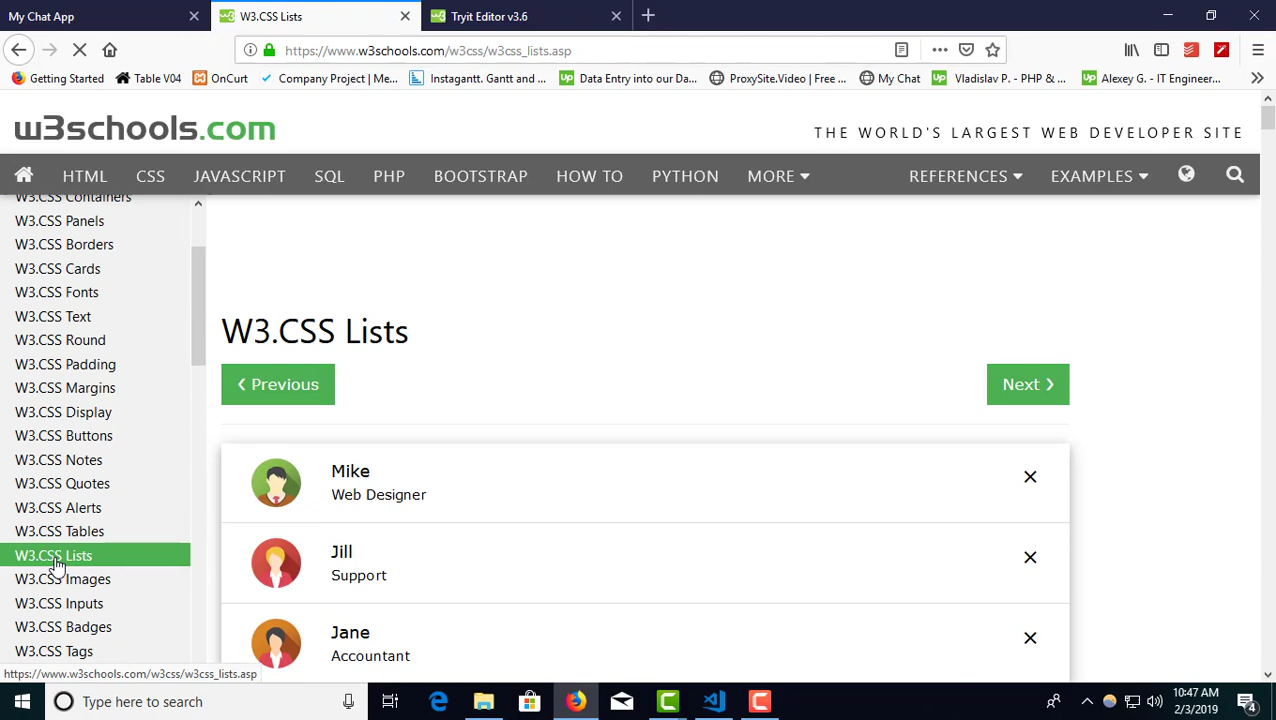 My Chat App
W3.CSS Lists
Tryit Editor v3.6
https://www.w3schools.com/w3css/w3css_lists.asp
Getting Started
Table V04
OnCurt
Company Project | Me...
Instagantt. Gantt and ...
Data Entry into our Da...
ProxySite.Video | Free ...
My Chat
Vladislav P. - PHP & ...
Alexey G. - IT Engineer...
w3schools.com
THE WORLD'S LARGEST WEB DEVELOPER SITE
HTML
CSS
JAVASCRIPT
SQL
PHP
BOOTSTRAP
HOW TO
PYTHON
MORE
REFERENCES
EXAMPLES
W3.CSS Containers
W3.CSS Panels
W3.CSS Borders
W3.CSS Cards
W3.CSS Fonts
W3.CSS Text
W3.CSS Round
W3.CSS Padding
W3.CSS Margins
W3.CSS Display
W3.CSS Buttons
W3.CSS Notes
W3.CSS Quotes
W3.CSS Alerts
W3.CSS Tables
W3.CSS Lists
W3.CSS Images
W3.CSS Inputs
W3.CSS Badges
W3.CSS Tags
W3.CSS Lists
❮ Previous
Next ❯
Mike
Web Designer
Jill
Support
Jane
Accountant
https://www.w3schools.com/w3css/w3css_lists.asp
Type here to search
10:47 AM
2/3/2019
4